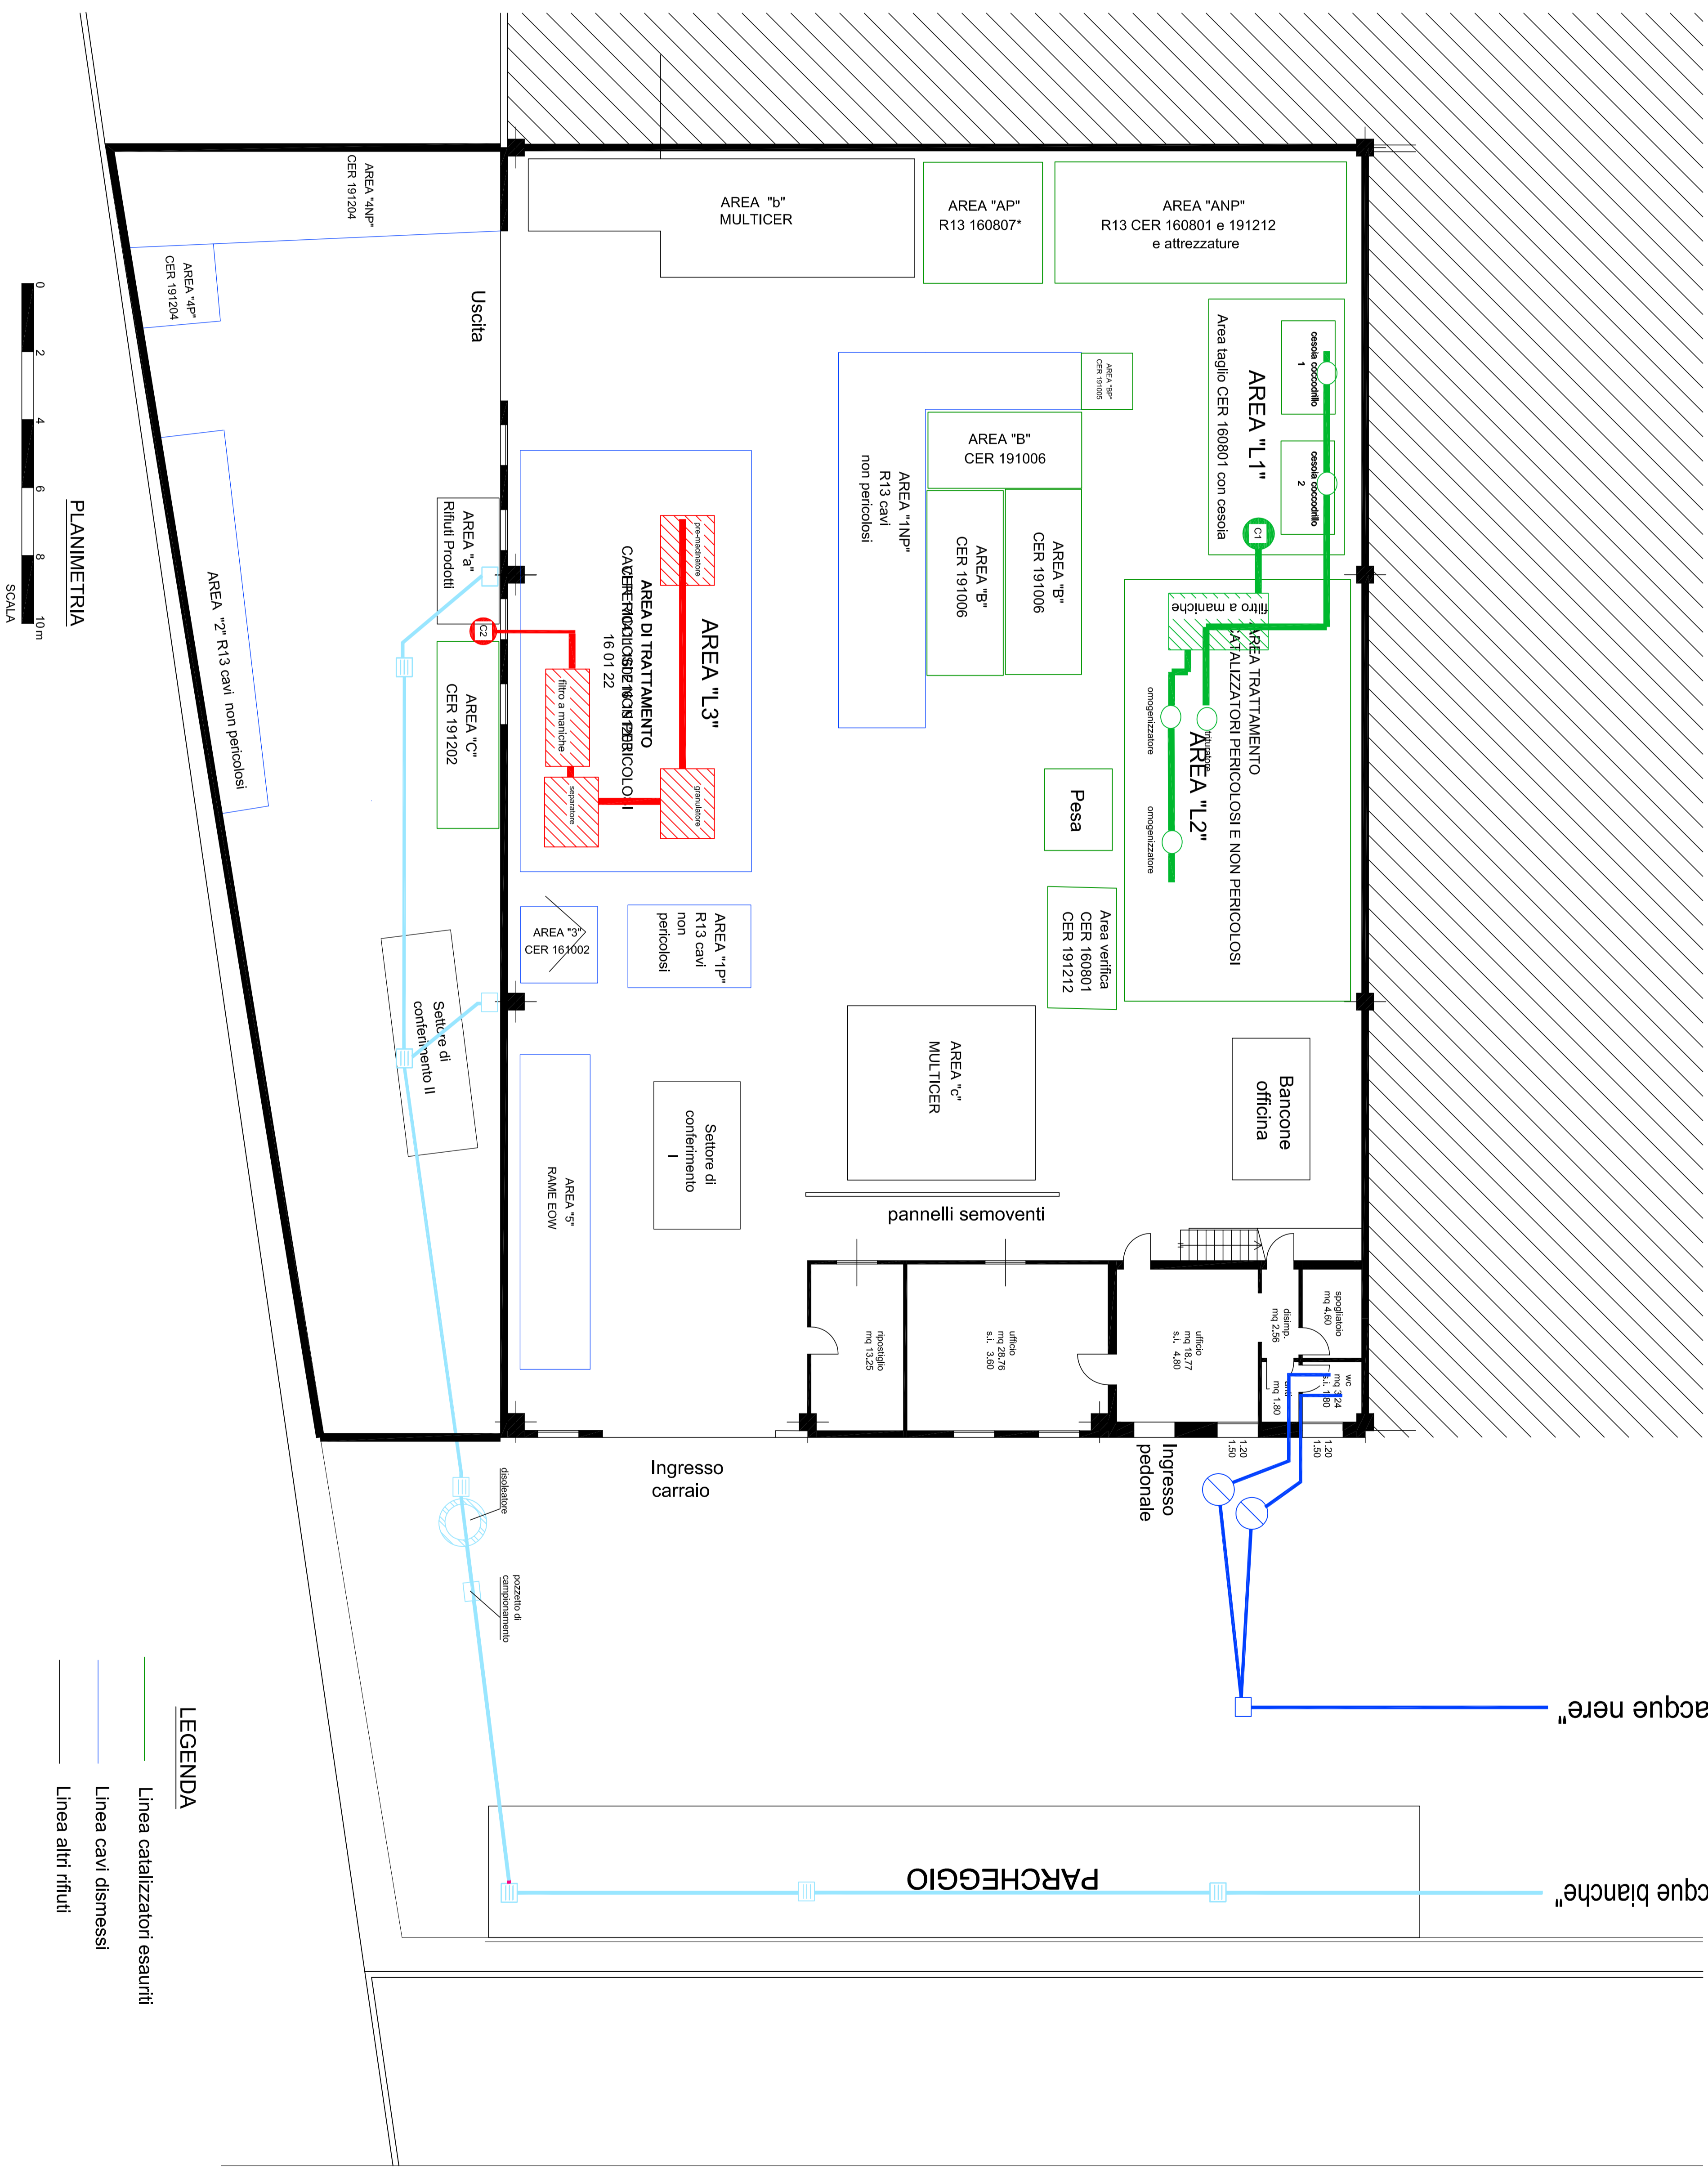 AREA "4NP"
CER 191204
AREA "4P"
CER 191204
Uscita
AREA "b"
MULTICER
AREA "AP"
R13 160807*
AREA "ANP"
R13 CER 160801 e 191212
e attrezzature
AREA "L1"
Area taglio CER 160801 con cesoia
cesoia coccodrillo
1
cesoia coccodrillo
2
C1
AREA "BP"
CER 191005
AREA "B"
CER 191006
AREA "B"
CER 191006
AREA "B"
CER 191006
AREA "1NP"
R13 cavi
non pericolosi
filtro a maniche
AREA TRATTAMENTO
CATALIZZATORI PERICOLOSI E NON PERICOLOSI
AREA "L2"
trituratore
omogenizzatore
omogenizzatore
AREA "L3"
AREA DI TRATTAMENTO
16 01 22
pre-macinatore
granulatore
separatore
filtro a maniche
C2
AREA "a"
Rifiuti Prodotti
AREA "C"
CER 191202
AREA "2" R13 cavi non pericolosi
Pesa
Area verifica
CER 160801
CER 191212
AREA "3"
CER 161002
AREA "1P"
R13 cavi
non
pericolosi
Settore di
conferimento II
AREA "c"
MULTICER
Bancone
officina
Settore di
conferimento
I
AREA "5"
RAME EOW
pannelli semoventi
ripostiglio
mq 13.25
ufficio
mq 28,76
s.i. 3,60
ufficio
mq 18,77
s.i. 4,80
disimp.
mq 2,56
spogliatoio
mq 4,60
wc
mq 3,24
s.i. 1,80
mq 1,80
1.20
1.50
1.20
1.50
Ingresso
carraio
Ingresso
pedonale
disoleatore
pozzetto di
campionamento
acque nere"
PARCHEGGIO
cque bianche"
PLANIMETRIA
0 2 4 6 8 10m
SCALA
LEGENDA
Linea catalizzatori esauriti
Linea cavi dismessi
Linea altri rifiuti